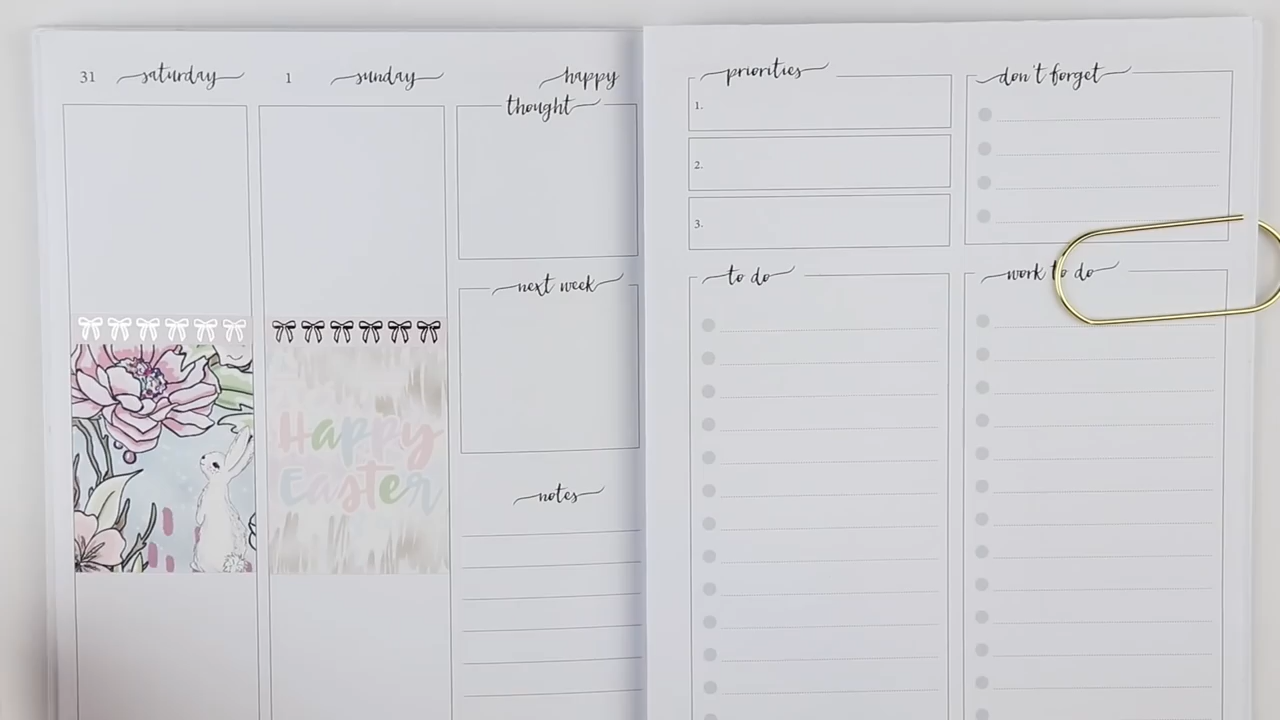 31 saturday
1 sunday
happy
thought
Happy
Easter
next week
notes
priorities
1.
2.
3.
don't forget
to do
work to do